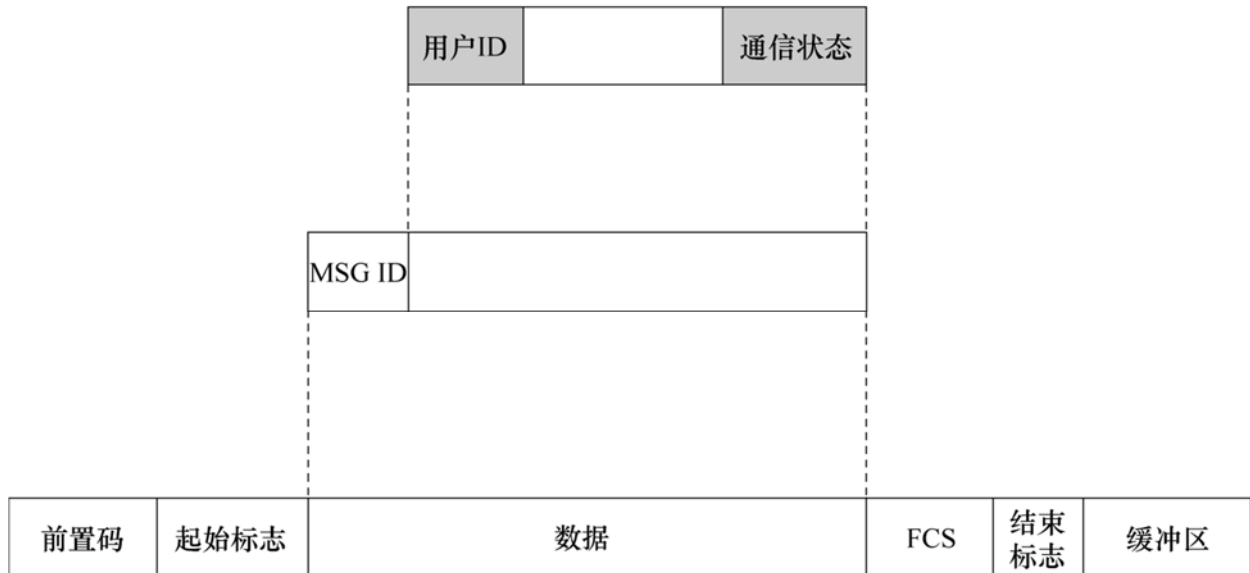 用户ID
通信状态
MSG ID
前置码
起始标志
数据
FCS
结束
标志
缓冲区